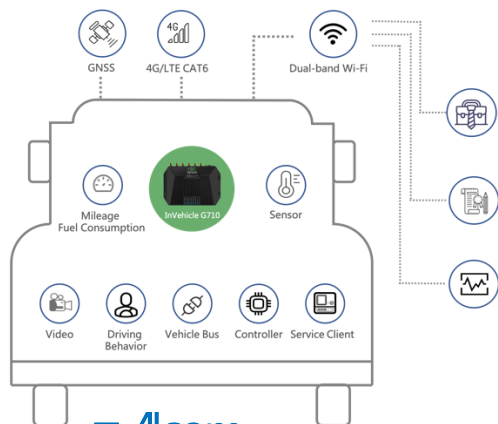 4G
GNSS
4G/LTE CAT6
Dual-band Wi-Fi
InVehicle G710
Mileage
Fuel Consumption
Sensor
Video
Driving
Behavior
Vehicle Bus
Controller
Service Client